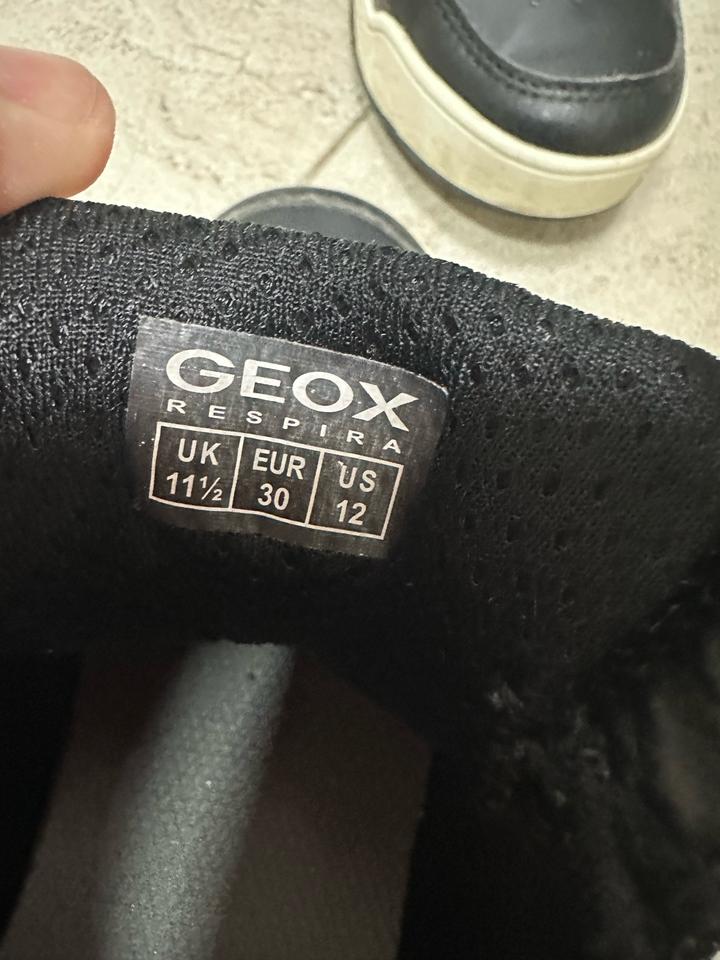 GEOX
RESPIRA
UK EUR US
11½ 30 12